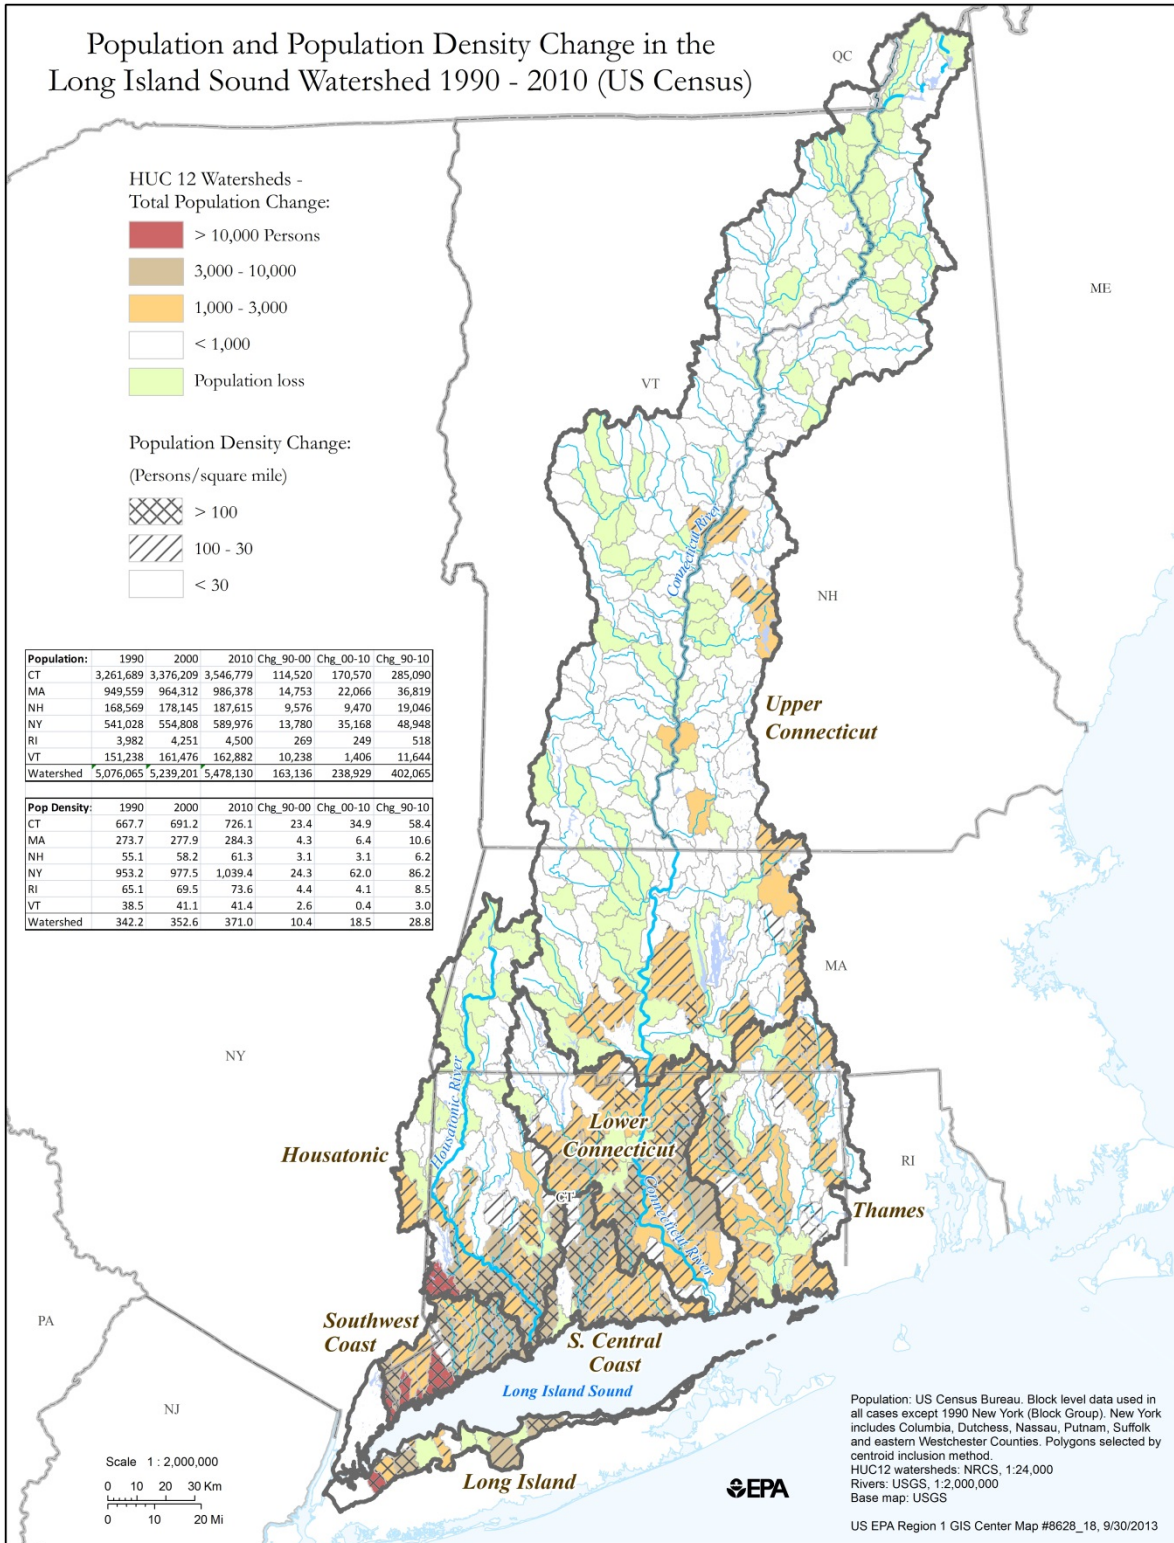 Population and Population Density Change in the
Long Island Sound Watershed 1990 - 2010 (US Census)
QC
HUC 12 Watersheds -
Total Population Change:
> 10,000 Persons
3,000 - 10,000
1,000 - 3,000
< 1,000
Population loss
ME
VT
Population Density Change:
(Persons/square mile)
> 100
100 - 30
< 30
Connecticut River
NH
Population: 1990 2000 2010 Chg_90-00 Chg_00-10 Chg_90-10
CT 3,261,689 3,376,209 3,546,779 114,520 170,570 285,090
MA 949,559 964,312 986,378 14,753 22,066 36,819
NH 168,569 178,145 187,615 9,576 9,470 19,046
NY 541,028 554,808 589,976 13,780 35,168 48,948
RI 3,982 4,251 4,500 269 249 518
VT 151,238 161,476 162,882 10,238 1,406 11,644
Watershed 5,076,065 5,239,201 5,478,130 163,136 238,929 402,065
Pop Density: 1990 2000 2010 Chg_90-00 Chg_00-10 Chg_90-10
CT 667.7 691.2 726.1 23.4 34.9 58.4
MA 273.7 277.9 284.3 4.3 6.4 10.6
NH 55.1 58.2 61.3 3.1 3.1 6.2
NY 953.2 977.5 1,039.4 24.3 62.0 86.2
RI 65.1 69.5 73.6 4.4 4.1 8.5
VT 38.5 41.1 41.4 2.6 0.4 3.0
Watershed 342.2 352.6 371.0 10.4 18.5 28.8
Upper
Connecticut
MA
NY
Housatonic River
Housatonic
Lower
Connecticut
CT
Connecticut River
RI
Thames
PA
Southwest
Coast
S. Central
Coast
Long Island Sound
NJ
Long Island
Scale 1 : 2,000,000
0 10 20 30 Km
0 10 20 Mi
EPA
Population: US Census Bureau. Block level data used in
all cases except 1990 New York (Block Group). New York
includes Columbia, Dutchess, Nassau, Putnam, Suffolk
and eastern Westchester Counties. Polygons selected by
centroid inclusion method.
HUC12 watersheds: NRCS, 1:24,000
Rivers: USGS, 1:2,000,000
Base map: USGS
US EPA Region 1 GIS Center Map #8628_18, 9/30/2013